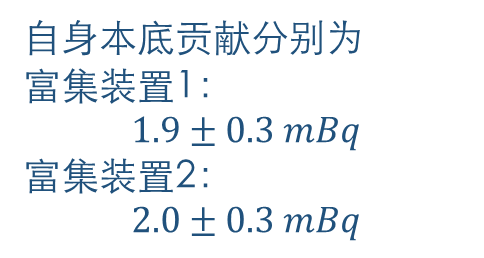 自身本底贡献分别为
富集装置1:
1.9 ± 0.3 mBq
富集装置2:
2.0 ± 0.3 mBq